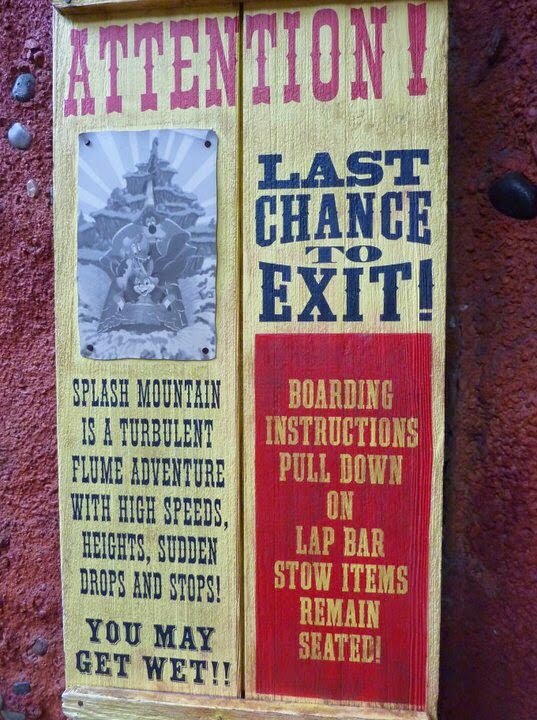 ATTENTION!
SPLASH MOUNTAIN
IS A TURBULENT
FLUME ADVENTURE
WITH HIGH SPEEDS,
HEIGHTS, SUDDEN
DROPS AND STOPS!
YOU MAY
GET WET!!
LAST
CHANCE
TO
EXIT!
BOARDING
INSTRUCTIONS
PULL DOWN
ON
LAP BAR
STOW ITEMS
REMAIN
SEATED!